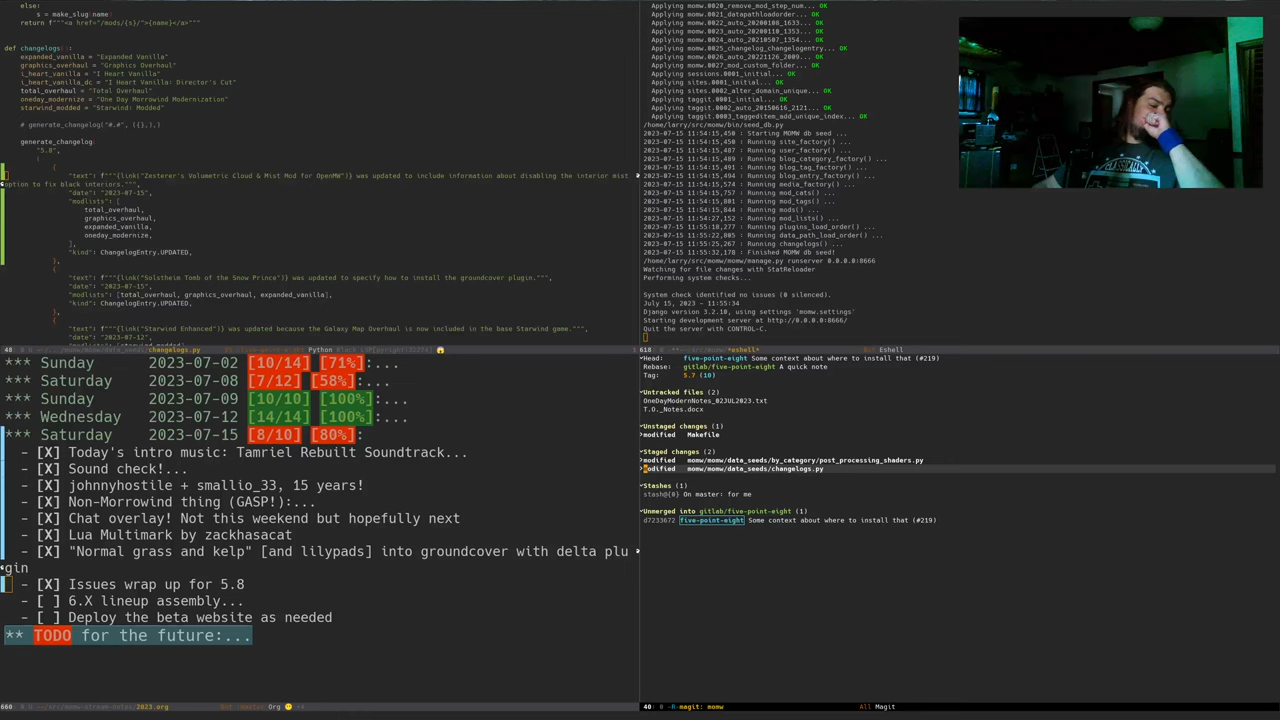 else:
        s = make_slug(name)
    return f"""<a href="/mods/{s}/">{name}</a>"""
def changelogs():
    expanded_vanilla = "Expanded Vanilla"
    graphics_overhaul = "Graphics Overhaul"
    i_heart_vanilla = "I Heart Vanilla"
    i_heart_vanilla_dc = "I Heart Vanilla: Director's Cut"
    total_overhaul = "Total Overhaul"
    oneday_modernize = "One Day Morrowind Modernization"
    starwind_modded = "Starwind: Modded"
    # generate_changelog("#.#", ({},),)
    generate_changelog(
        "5.8",
        [
            {
                "text": f"""{link("Zesterer's Volumetric Cloud & Mist Mod for OpenMW")} was updated to include information about disabling the interior mist
option to fix black interiors.""",
                "date": "2023-07-15",
                "modlists": [
                    total_overhaul,
                    graphics_overhaul,
                    expanded_vanilla,
                    oneday_modernize,
                ],
                "kind": ChangelogEntry.UPDATED,
            },
            {
                "text": f"""{link("Solstheim Tomb of the Snow Prince")} was updated to specify how to install the groundcover plugin.""",
                "date": "2023-07-15",
                "modlists": [total_overhaul, graphics_overhaul, expanded_vanilla],
                "kind": ChangelogEntry.UPDATED,
            },
            {
                "text": f"""{link("Starwind Enhanced")} was updated because the Galaxy Map Overhaul is now included in the base Starwind game.""",
                "date": "2023-07-12",
changelogs.py
Python
*** Sunday 2023-07-02 [10/14] [71%]:...
*** Saturday 2023-07-08 [7/12] [58%]:...
*** Sunday 2023-07-09 [10/10] [100%]:...
*** Wednesday 2023-07-12 [14/14] [100%]:...
*** Saturday 2023-07-15 [8/10] [80%]:
- [X] Today's intro music: Tamriel Rebuilt Soundtrack...
- [X] Sound check!...
- [X] johnnyhostile + smallio_33, 15 years!
- [X] Non-Morrowind thing (GASP!):...
- [X] Chat overlay! Not this weekend but hopefully next
- [X] Lua Multimark by zackhasacat
- [X] "Normal grass and kelp" [and lilypads] into groundcover with delta plu
gin
- [X] Issues wrap up for 5.8
- [ ] 6.X lineup assembly...
- [ ] Deploy the beta website as needed
** TODO for the future:...
2023.org
Org
Applying momw.0020_remove_mod_step_num... OK
Applying momw.0021_datapathloadorder... OK
Applying momw.0022_auto_20200108_1633... OK
Applying momw.0023_auto_20200110_1353... OK
Applying momw.0024_auto_20210507_1354... OK
Applying momw.0025_changelog_changelogentry... OK
Applying momw.0026_auto_20221126_2009... OK
Applying momw.0027_mod_custom_folder... OK
Applying sessions.0001_initial... OK
Applying sites.0001_initial... OK
Applying sites.0002_alter_domain_unique... OK
Applying taggit.0001_initial... OK
Applying taggit.0002_auto_20150616_2121... OK
Applying taggit.0003_taggeditem_add_unique_index... OK
/home/larry/src/momw/bin/seed_db.py
2023-07-15 11:54:15,450 : Starting MOMW db seed ...
2023-07-15 11:54:15,451 : Running site_factory() ...
2023-07-15 11:54:15,457 : Running user_factory() ...
2023-07-15 11:54:15,489 : Running blog_category_factory() ...
2023-07-15 11:54:15,491 : Running blog_tag_factory() ...
2023-07-15 11:54:15,496 : Running blog_entry_factory() ...
2023-07-15 11:54:15,574 : Running media_factory() ...
2023-07-15 11:54:15,757 : Running mod_cats() ...
2023-07-15 11:54:15,801 : Running mod_tags() ...
2023-07-15 11:54:15,844 : Running mods() ...
2023-07-15 11:54:27,152 : Running mod_lists() ...
2023-07-15 11:55:18,277 : Running plugins_load_order() ...
2023-07-15 11:55:22,005 : Running data_path_load_order() ...
2023-07-15 11:55:25,267 : Running changelogs() ...
2023-07-15 11:55:32,178 : Finished MOMW db seed!
/home/larry/src/momw/momw/manage.py runserver 0.0.0.0:8666
Watching for file changes with StatReloader
Performing system checks...
System check identified no issues (0 silenced).
July 15, 2023 - 11:55:34
Django version 3.2.10, using settings 'momw.settings'
Starting development server at http://0.0.0.0:8666/
Quit the server with CONTROL-C.
*eshell*
Eshell
Head: five-point-eight Some context about where to install that (#219)
Rebase: gitlab/five-point-eight A quick note
Tag: 5.7 (10)
Untracked files (2)
OneDayModernNotes_02JUL2023.txt
T.O._Notes.docx
Unstaged changes (1)
modified Makefile
Staged changes (2)
modified momw/momw/data_seeds/by_category/post_processing_shaders.py
modified momw/momw/data_seeds/changelogs.py
Stashes (1)
stash@{0} On master: for me
Unmerged into gitlab/five-point-eight (1)
d7233672 five-point-eight Some context about where to install that (#219)
magit: momw
All Magit